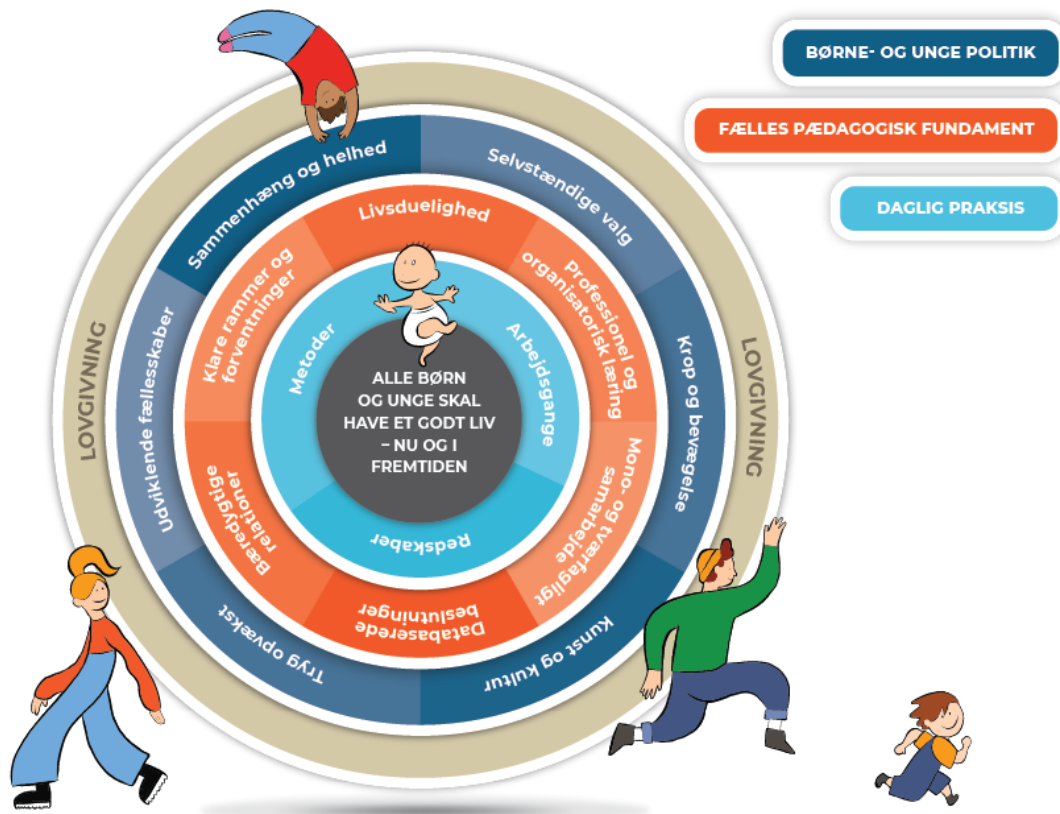 BØRNE- OG UNGE POLITIK
FÆLLES PÆDAGOGISK FUNDAMENT
DAGLIG PRAKSIS
LOVGIVNING
LOVGIVNING
Sammenhæng og helhed
Selvstændige valg
Krop og bevægelse
Kunst og kultur
Tryg opvækst
Udviklende fællesskaber
Livsduelighed
Professionel og
organisatorisk læring
Mono- og tværfagligt
samarbejde
Databaserede
beslutninger
Bæredygtige
relationer
Klare rammer og
forventninger
Metoder
Arbejdsgange
Redskaber
ALLE BØRN
OG UNGE SKAL
HAVE ET GODT LIV
– NU OG I
FREMTIDEN